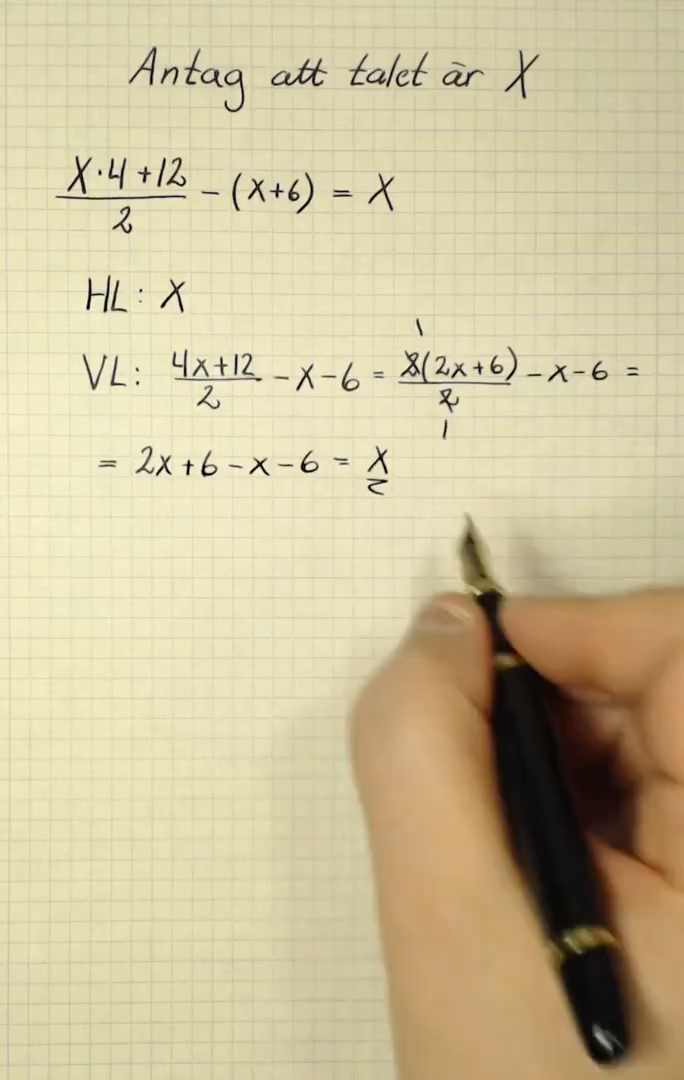 Antag att talet är X
(X·4+12)/2 - (x+6) = X
HL: X
VL: (4x+12)/2 - x - 6 = 2(2x+6)/2 - x - 6 =
= 2x+6-x-6 = x